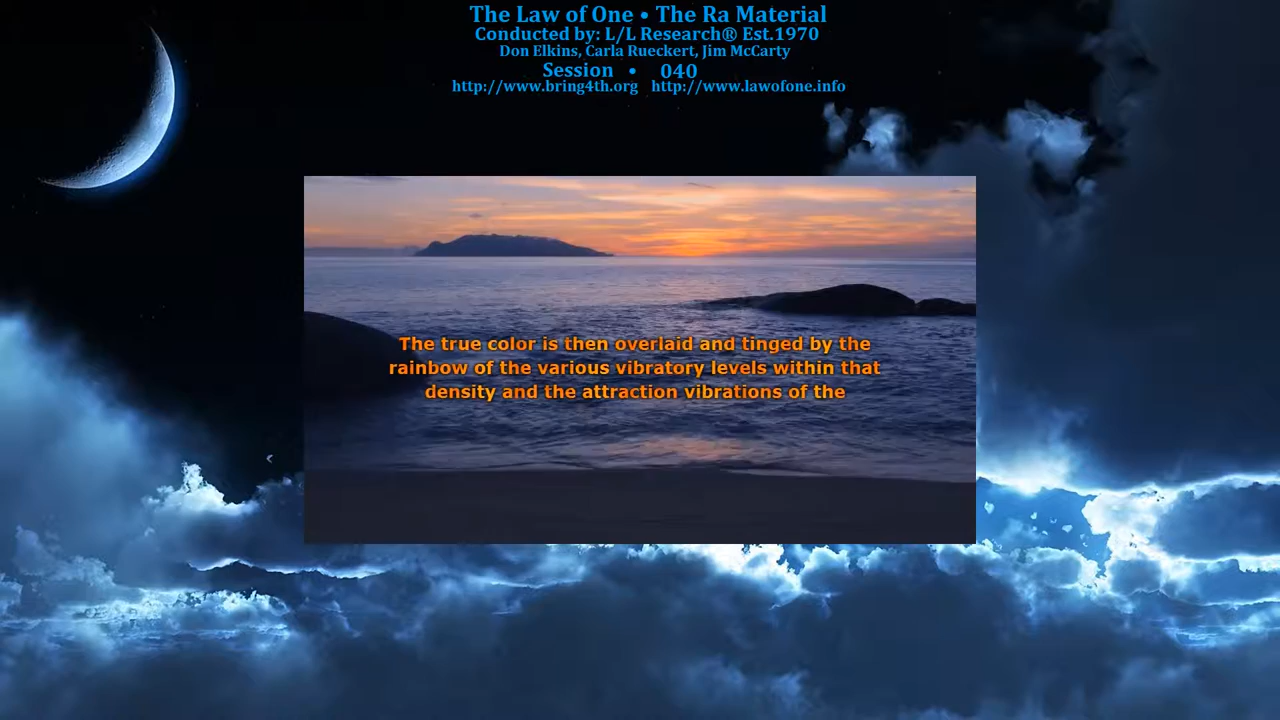 The Law of One • The Ra Material
Conducted by: L/L Research® Est.1970
Don Elkins, Carla Rueckert, Jim McCarty
Session • 040
http://www.bring4th.org http://www.lawofone.info
The true color is then overlaid and tinged by the
rainbow of the various vibratory levels within that
density and the attraction vibrations of the